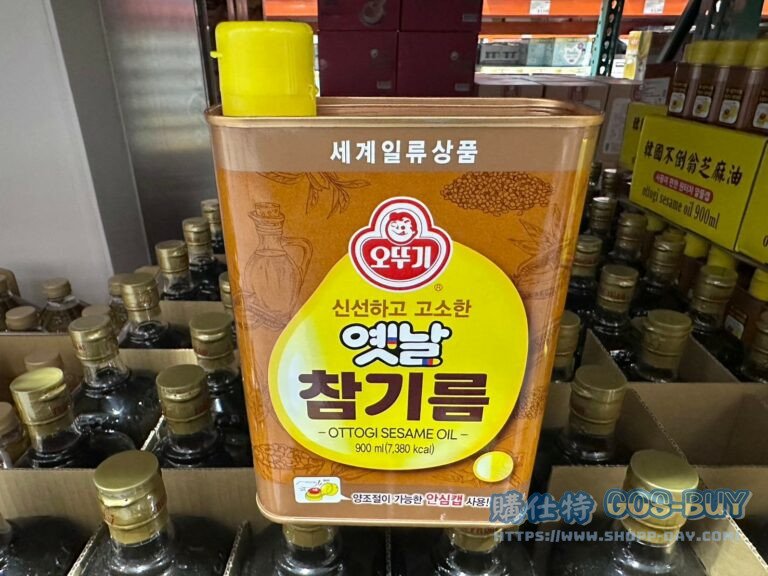 세계일류상품
오뚜기
®
신선하고 고소한
옛날
참기름
- OTTOGI SESAME OIL -
900 ml(7,380 kcal)
양조절이 가능한 안심캡 사용!
韓國不倒翁芝麻油
ottogi sesame oil 900ml
購仕特 GOS-BUY
HTTPS://WWW.SHOPP-DAY.COM/